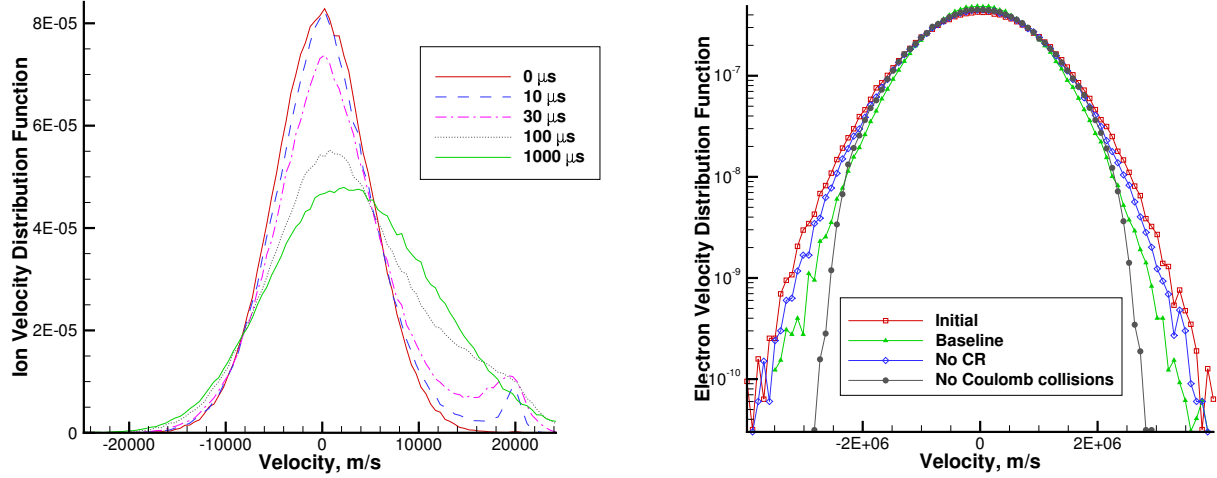 Ion Velocity Distribution Function
8E-05
6E-05
4E-05
2E-05
0
-20000
-10000
0
10000
20000
Velocity, m/s
0 μs
10 μs
30 μs
100 μs
1000 μs
Electron Velocity Distribution Function
10-7
10-8
10-9
10-10
-2E+06
0
2E+06
Velocity, m/s
Initial
Baseline
No CR
No Coulomb collisions